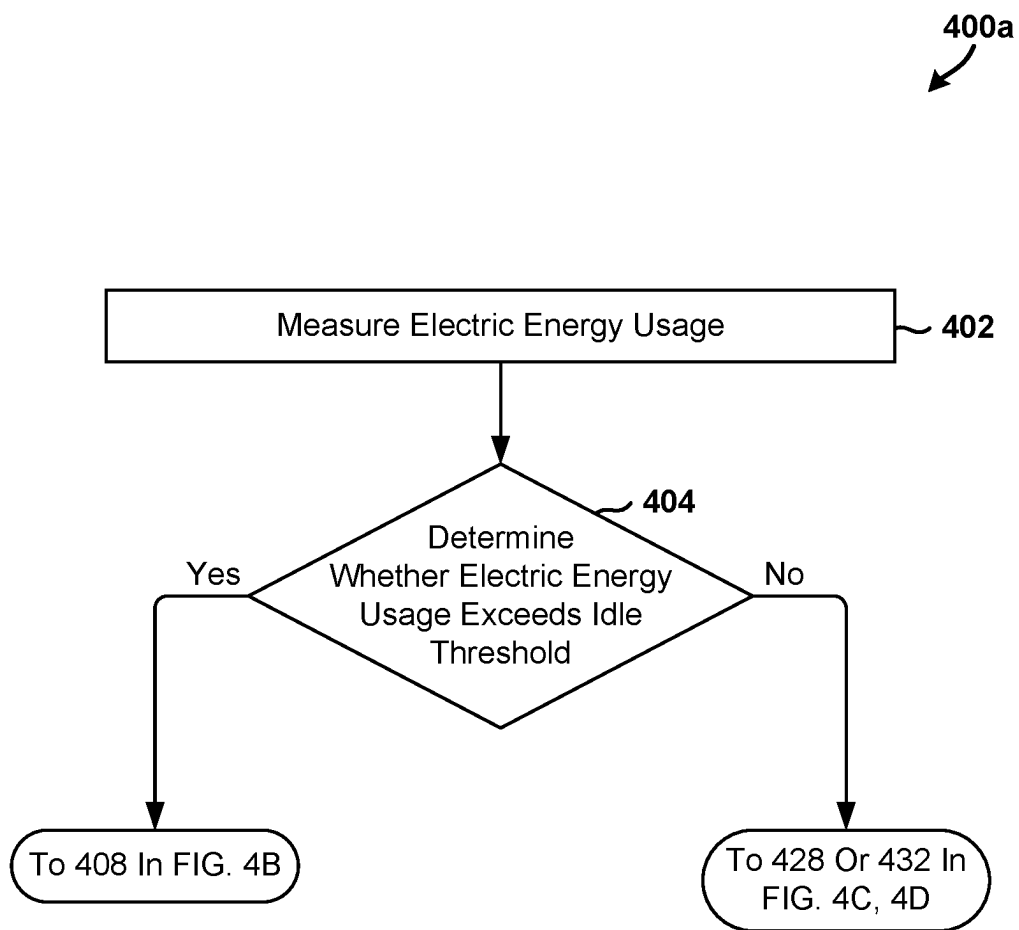 400a
Measure Electric Energy Usage
402
404
Determine
Whether Electric Energy
Usage Exceeds Idle
Threshold
Yes
No
To 408 In FIG. 4B
To 428 Or 432 In
FIG. 4C, 4D